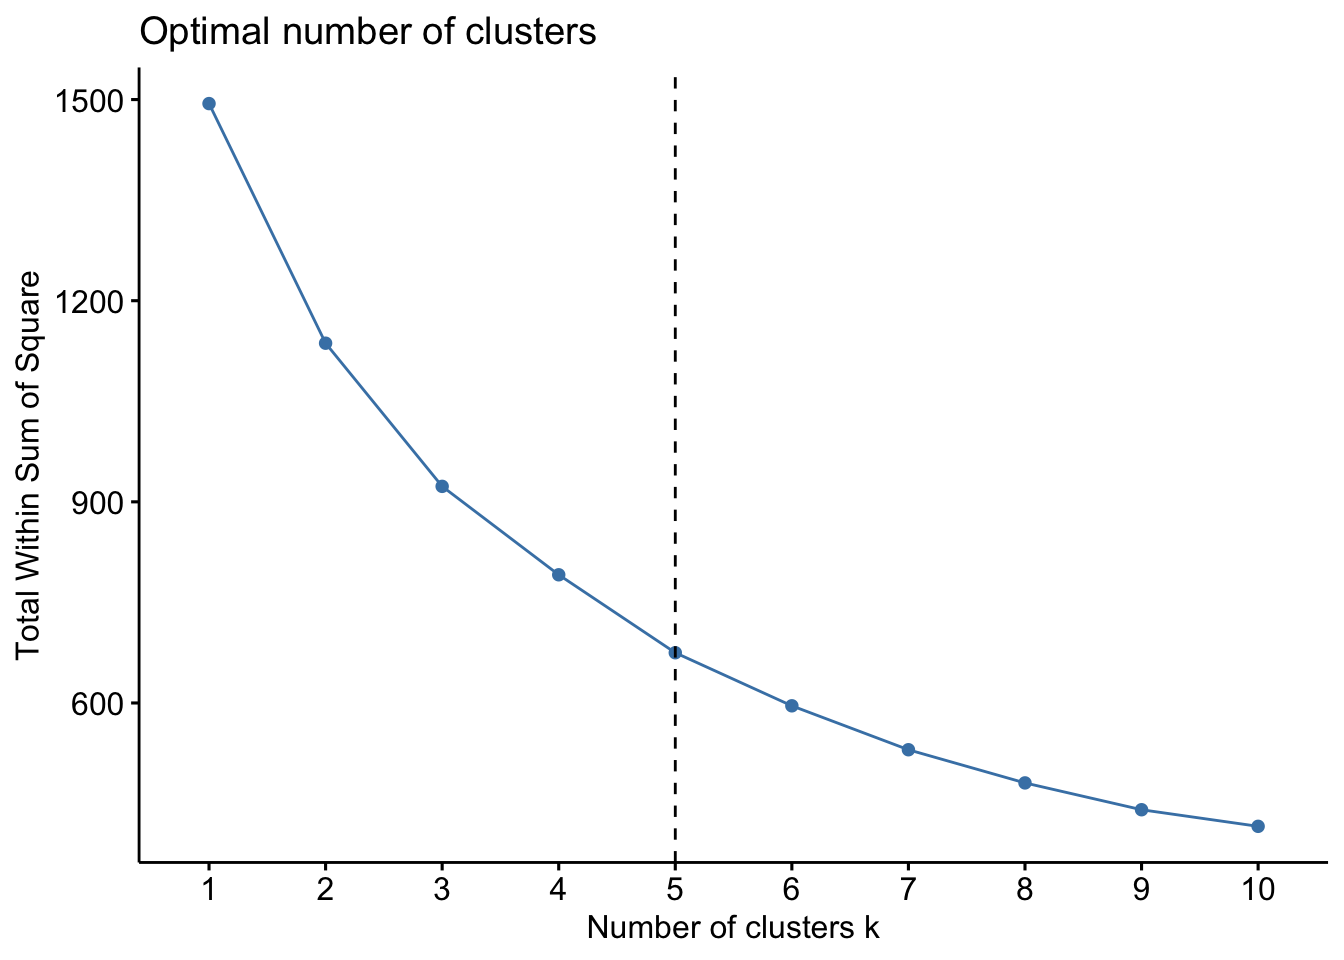 Optimal number of clusters
Total Within Sum of Square
1500
1200
900
600
1 2 3 4 5 6 7 8 9 10
Number of clusters k